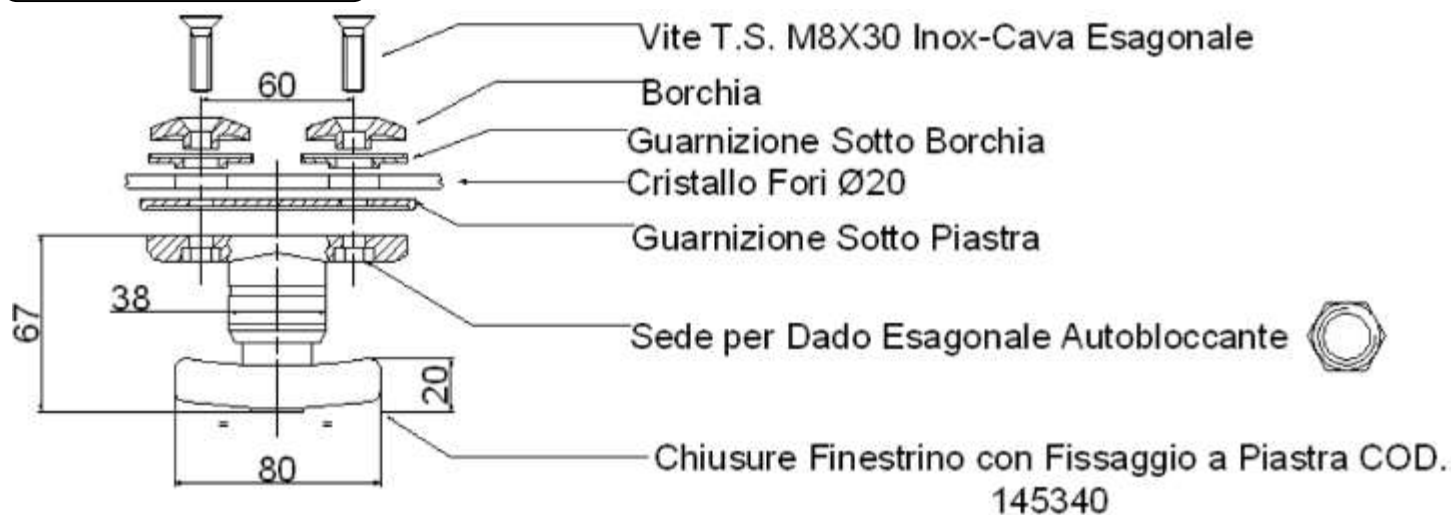 Vite T.S. M8X30 Inox-Cava Esagonale
60
Borchia
Guarnizione Sotto Borchia
Cristallo Fori Ø20
Guarnizione Sotto Piastra
38
67
Sede per Dado Esagonale Autobloccante
20
=
=
80
Chiusure Finestrino con Fissaggio a Piastra COD.
145340